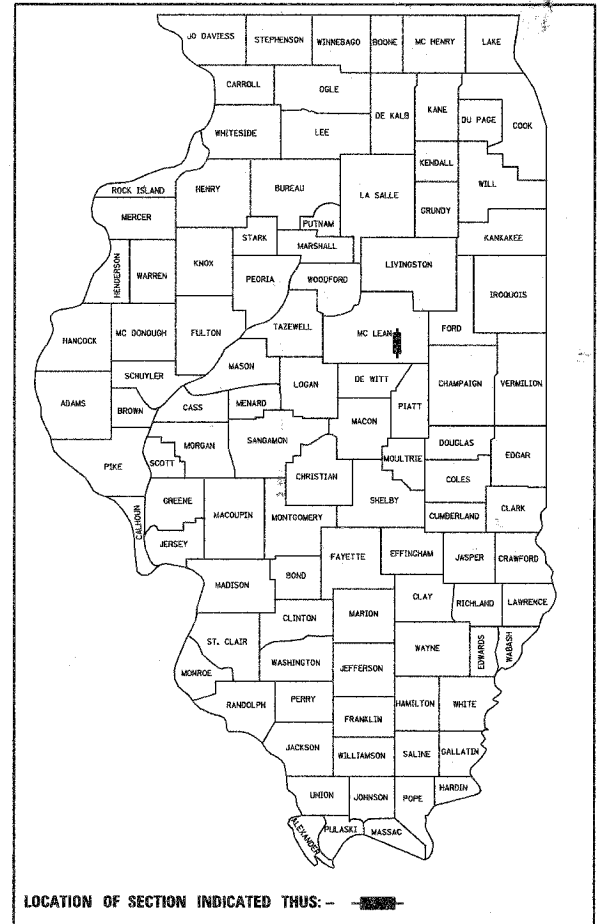 JO DAVIESS
STEPHENSON
WINNEBAGO
BOONE
MC HENRY
LAKE
CARROLL
OGLE
DE KALB
KANE
DU PAGE
COOK
WHITESIDE
LEE
KENDALL
WILL
ROCK ISLAND
HENRY
BUREAU
LA SALLE
GRUNDY
MERCER
PUTNAM
KANKAKEE
STARK
MARSHALL
LIVINGSTON
HENDERSON
WARREN
KNOX
PEORIA
WOODFORD
IROQUOIS
HANCOCK
MC DONOUGH
FULTON
TAZEWELL
MC LEAN
FORD
SCHUYLER
MASON
LOGAN
DE WITT
CHAMPAIGN
VERMILION
ADAMS
BROWN
CASS
MENARD
PIATT
MACON
MORGAN
SANGAMON
DOUGLAS
EDGAR
PIKE
SCOTT
CHRISTIAN
MOULTRIE
COLES
SHELBY
GREENE
MACOUPIN
MONTGOMERY
CUMBERLAND
CLARK
CALHOUN
JERSEY
FAYETTE
EFFINGHAM
JASPER
CRAWFORD
MADISON
BOND
CLAY
RICHLAND
LAWRENCE
CLINTON
MARION
ST. CLAIR
WAYNE
EDWARDS
WABASH
MONROE
WASHINGTON
JEFFERSON
RANDOLPH
PERRY
HAMILTON
WHITE
FRANKLIN
JACKSON
WILLIAMSON
SALINE
GALLATIN
UNION
JOHNSON
POPE
HARDIN
ALEXANDER
PULASKI
MASSAC
LOCATION OF SECTION INDICATED THUS: -